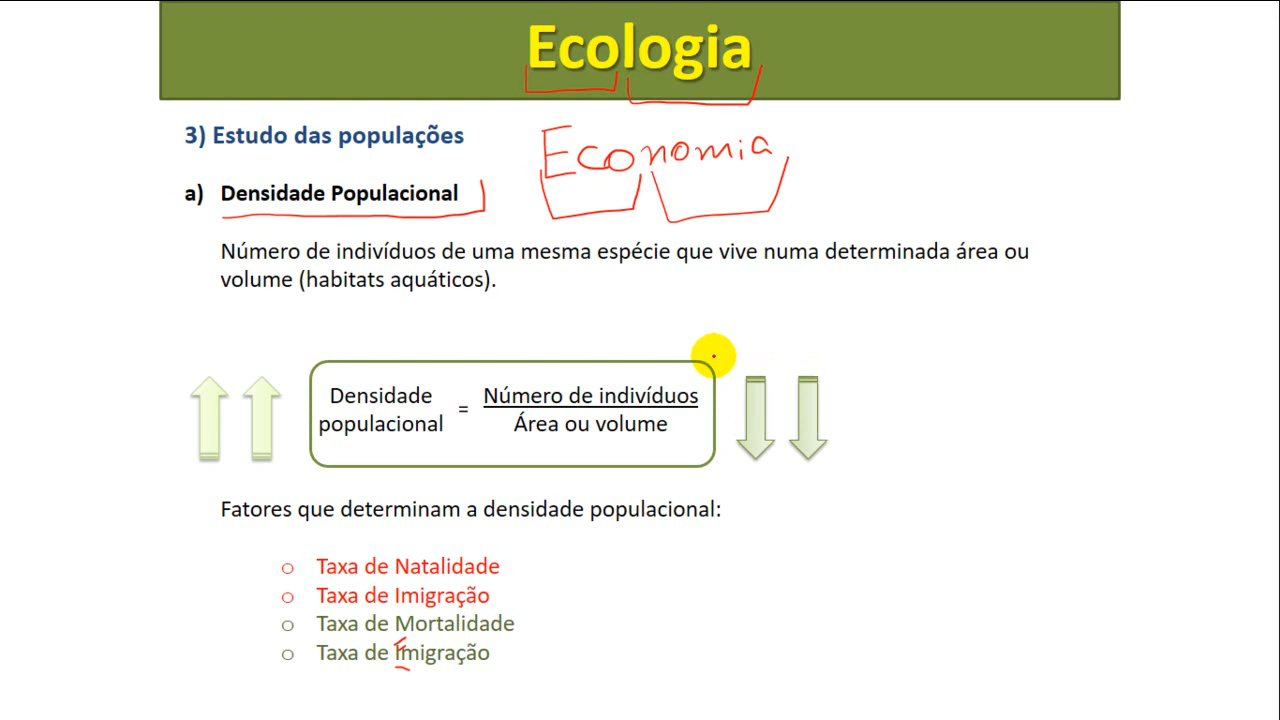 Ecologia
3) Estudo das populações
Economia
a) Densidade Populacional
Número de indivíduos de uma mesma espécie que vive numa determinada área ou
volume (habitats aquáticos).
Densidade
populacional
=
Número de indivíduos
Área ou volume
Fatores que determinam a densidade populacional:
o Taxa de Natalidade
o Taxa de Imigração
o Taxa de Mortalidade
o Taxa de Emigração